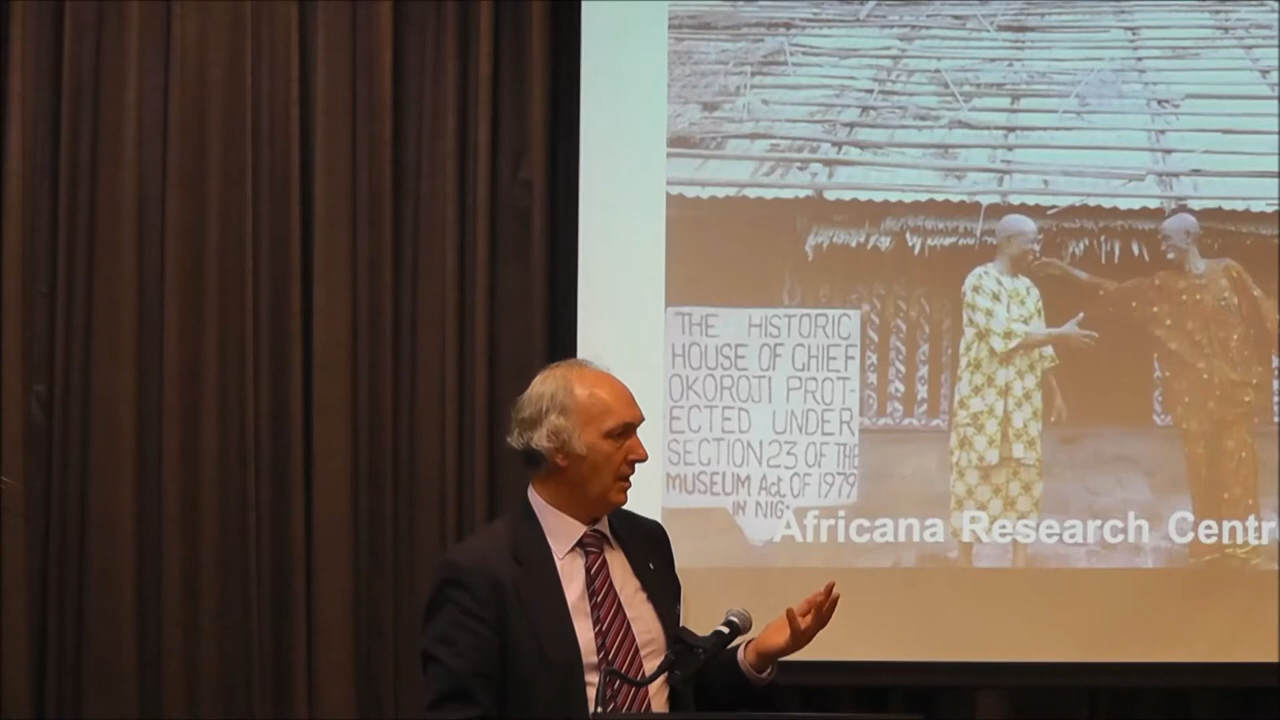 THE HISTORIC
HOUSE OF CHIEF
OKOROJI PROT-
ECTED UNDER
SECTION 23 OF THE
MUSEUM Act OF 1979
IN NIG.
Africana Research Centr